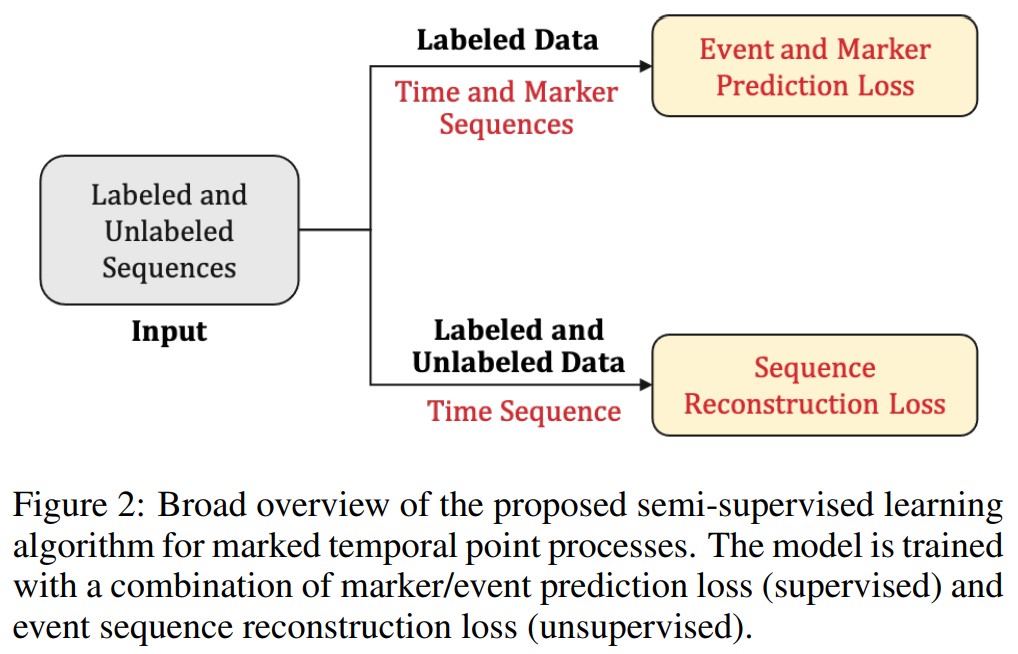 Labeled Data
Time and Marker
Sequences
Event and Marker
Prediction Loss
Labeled and
Unlabeled
Sequences
Input
Labeled and
Unlabeled Data
Time Sequence
Sequence
Reconstruction Loss
Figure 2: Broad overview of the proposed semi-supervised learning
algorithm for marked temporal point processes. The model is trained
with a combination of marker/event prediction loss (supervised) and
event sequence reconstruction loss (unsupervised).